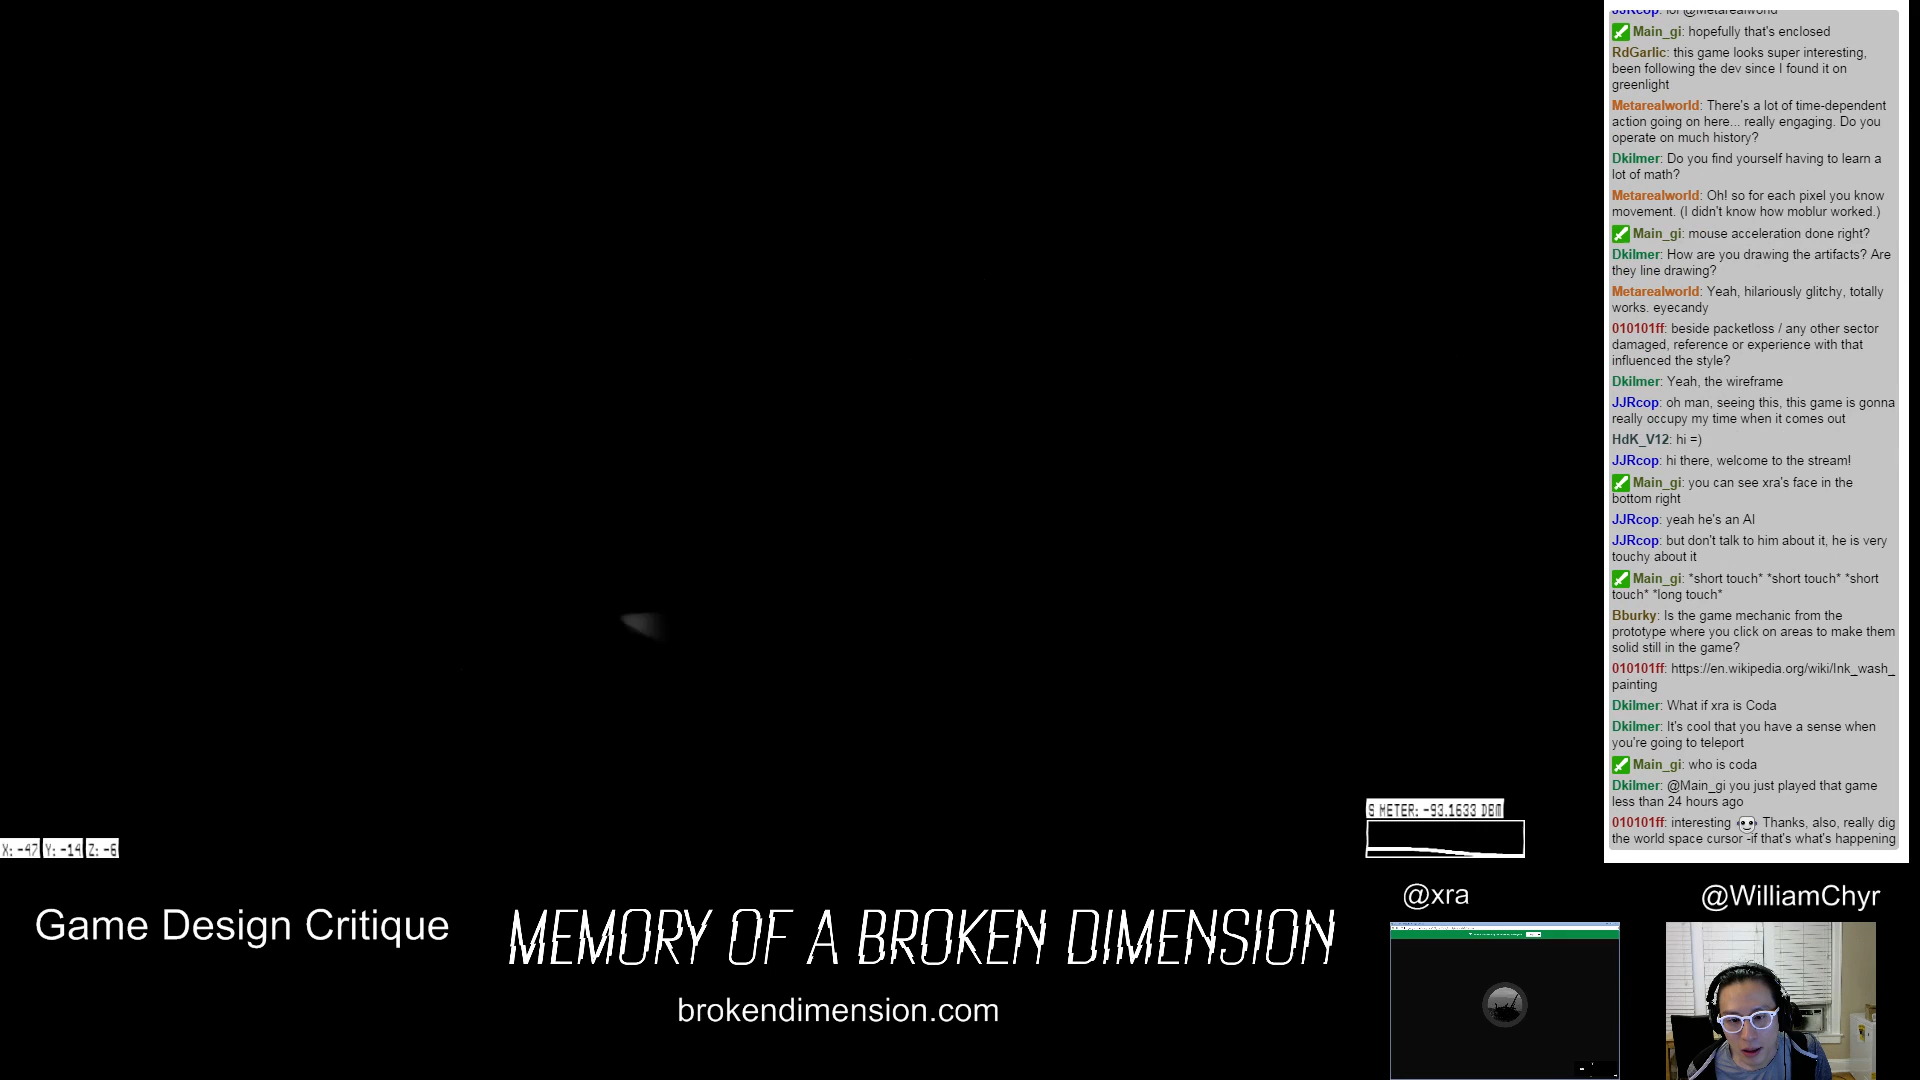 JJRcop: lol @Metarealworld
Main_gi: hopefully that's enclosed
RdGarlic: this game looks super interesting,
been following the dev since I found it on
greenlight
Metarealworld: There's a lot of time-dependent
action going on here... really engaging. Do you
operate on much history?
Dkilmer: Do you find yourself having to learn a
lot of math?
Metarealworld: Oh! so for each pixel you know
movement. (I didn't know how moblur worked.)
Main_gi: mouse acceleration done right?
Dkilmer: How are you drawing the artifacts? Are
they line drawing?
Metarealworld: Yeah, hilariously glitchy, totally
works. eyecandy
010101ff: beside packetloss / any other sector
damaged, reference or experience with that
influenced the style?
Dkilmer: Yeah, the wireframe
JJRcop: oh man, seeing this, this game is gonna
really occupy my time when it comes out
HdK_V12: hi =)
JJRcop: hi there, welcome to the stream!
Main_gi: you can see xra's face in the
bottom right
JJRcop: yeah he's an AI
JJRcop: but don't talk to him about it, he is very
touchy about it
Main_gi: *short touch* *short touch* *short
touch* *long touch*
Bburky: Is the game mechanic from the
prototype where you click on areas to make them
solid still in the game?
010101ff: https://en.wikipedia.org/wiki/Ink_wash_
painting
Dkilmer: What if xra is Coda
Dkilmer: It's cool that you have a sense when
you're going to teleport
Main_gi: who is coda
Dkilmer: @Main_gi you just played that game
less than 24 hours ago
010101ff: interesting Thanks, also, really dig
the world space cursor -if that's what's happening
S METER: -93.1633 DBM
X: -47 Y: -14 Z: -6
Game Design Critique
MEMORY OF A BROKEN DIMENSION
brokendimension.com
@xra
@WilliamChyr